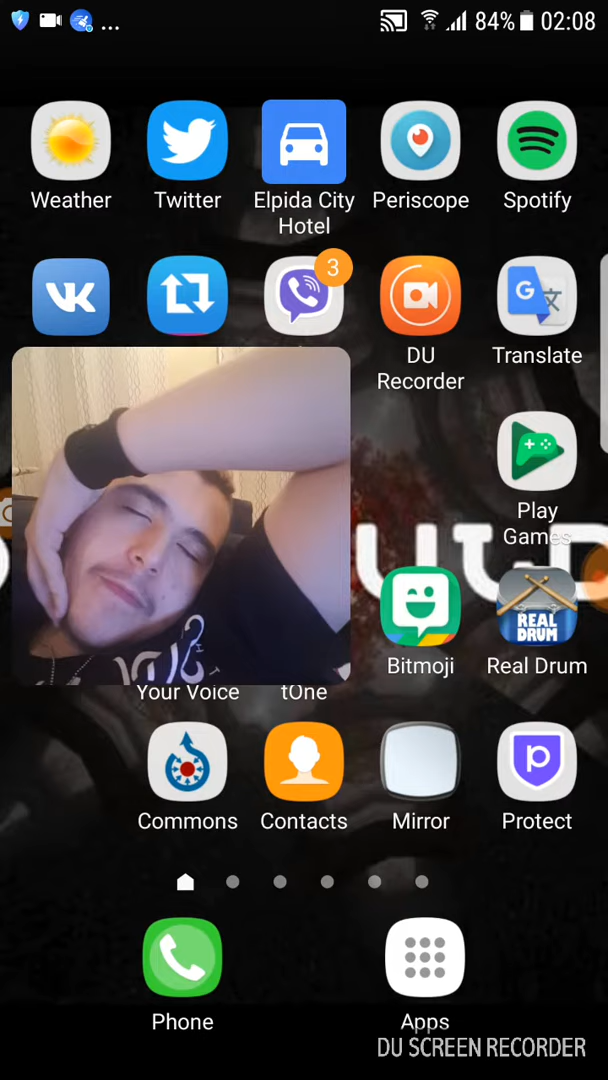 ...
84% 02:08
Weather Twitter Elpida City Hotel Periscope Spotify
3
DU Recorder Translate
Play Games
REAL DRUM
Bitmoji Real Drum
Your Voice tOne
Commons Contacts Mirror Protect
Phone Apps
DU SCREEN RECORDER